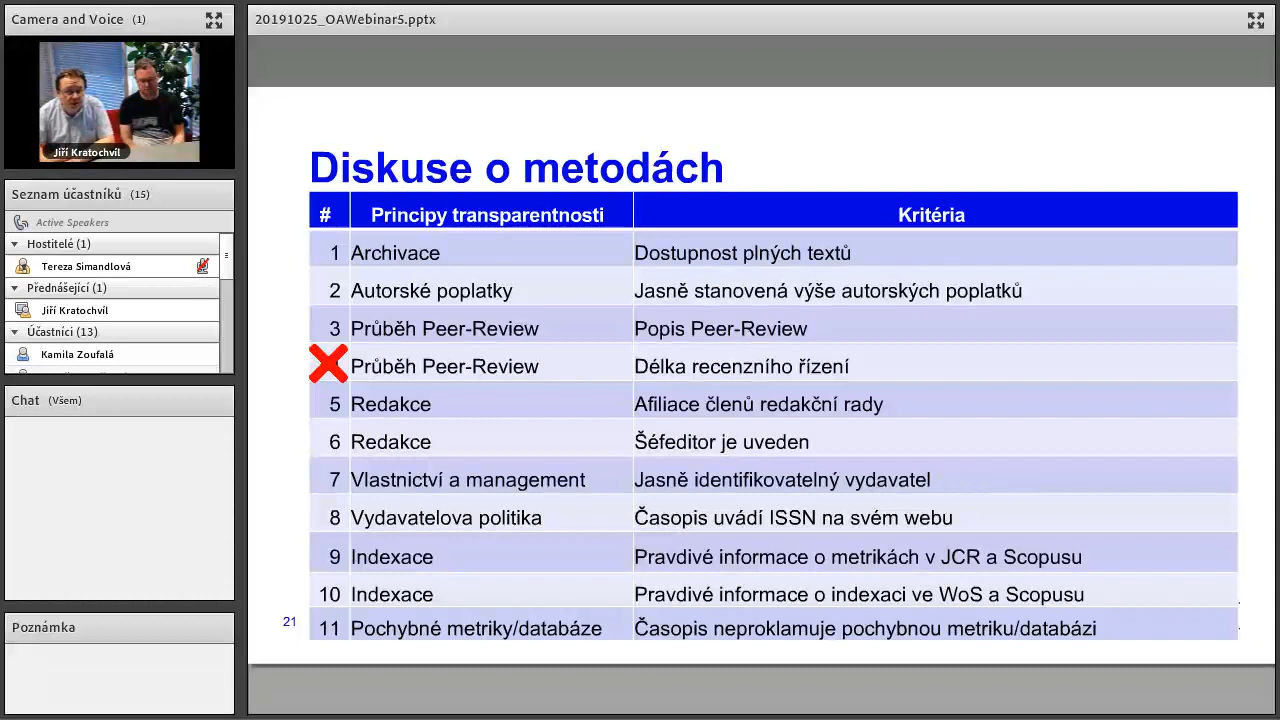 Camera and Voice (1)
Jiří Kratochvíl
Seznam účastníků (15)
Active Speakers
Hostitelé (1)
Tereza Simandlová
Přednášející (1)
Jiří Kratochvíl
Účastníci (13)
Kamila Zoufalá
Chat (Všem)
Poznámka
20191025_OAWebinar5.pptx
Diskuse o metodách
# Principy transparentnosti Kritéria
1 Archivace Dostupnost plných textů
2 Autorské poplatky Jasně stanovená výše autorských poplatků
3 Průběh Peer-Review Popis Peer-Review
Průběh Peer-Review Délka recenzního řízení
5 Redakce Afiliace členů redakční rady
6 Redakce Šéfeditor je uveden
7 Vlastnictví a management Jasně identifikovatelný vydavatel
8 Vydavatelova politika Časopis uvádí ISSN na svém webu
9 Indexace Pravdivé informace o metrikách v JCR a Scopusu
10 Indexace Pravdivé informace o indexaci ve WoS a Scopusu
11 Pochybné metriky/databáze Časopis neproklamuje pochybnou metriku/databázi
21